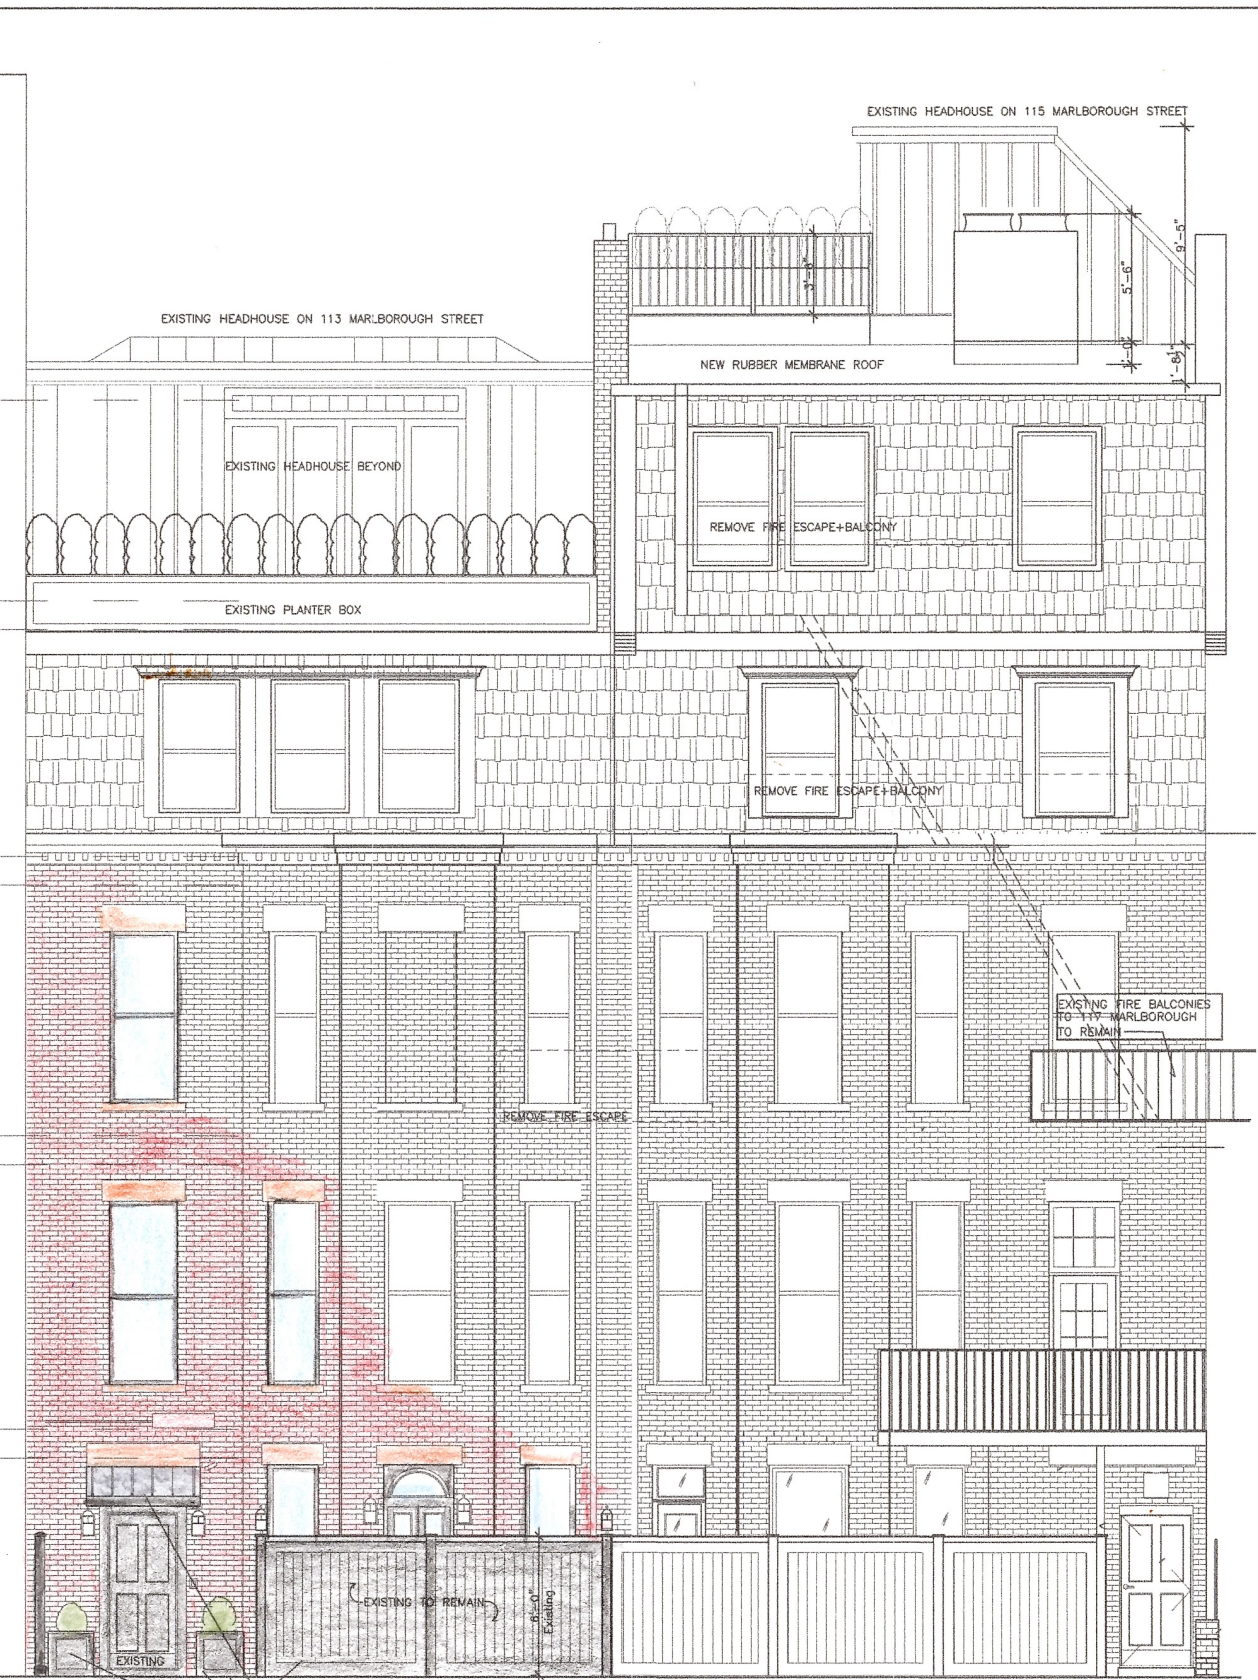 EXISTING HEADHOUSE ON 115 MARLBOROUGH STREET
9'-5"
5'-6"
3'-8"
EXISTING HEADHOUSE ON 113 MARLBOROUGH STREET
1'-0"
NEW RUBBER MEMBRANE ROOF
1'-8½"
EXISTING HEADHOUSE BEYOND
REMOVE FIRE ESCAPE+BALCONY
EXISTING PLANTER BOX
REMOVE FIRE ESCAPE+BALCONY
EXISTING FIRE BALCONIES
TO 117 MARLBOROUGH
TO REMAIN
REMOVE FIRE ESCAPE
EXISTING TO REMAIN
6'-0"
Existing
EXISTING